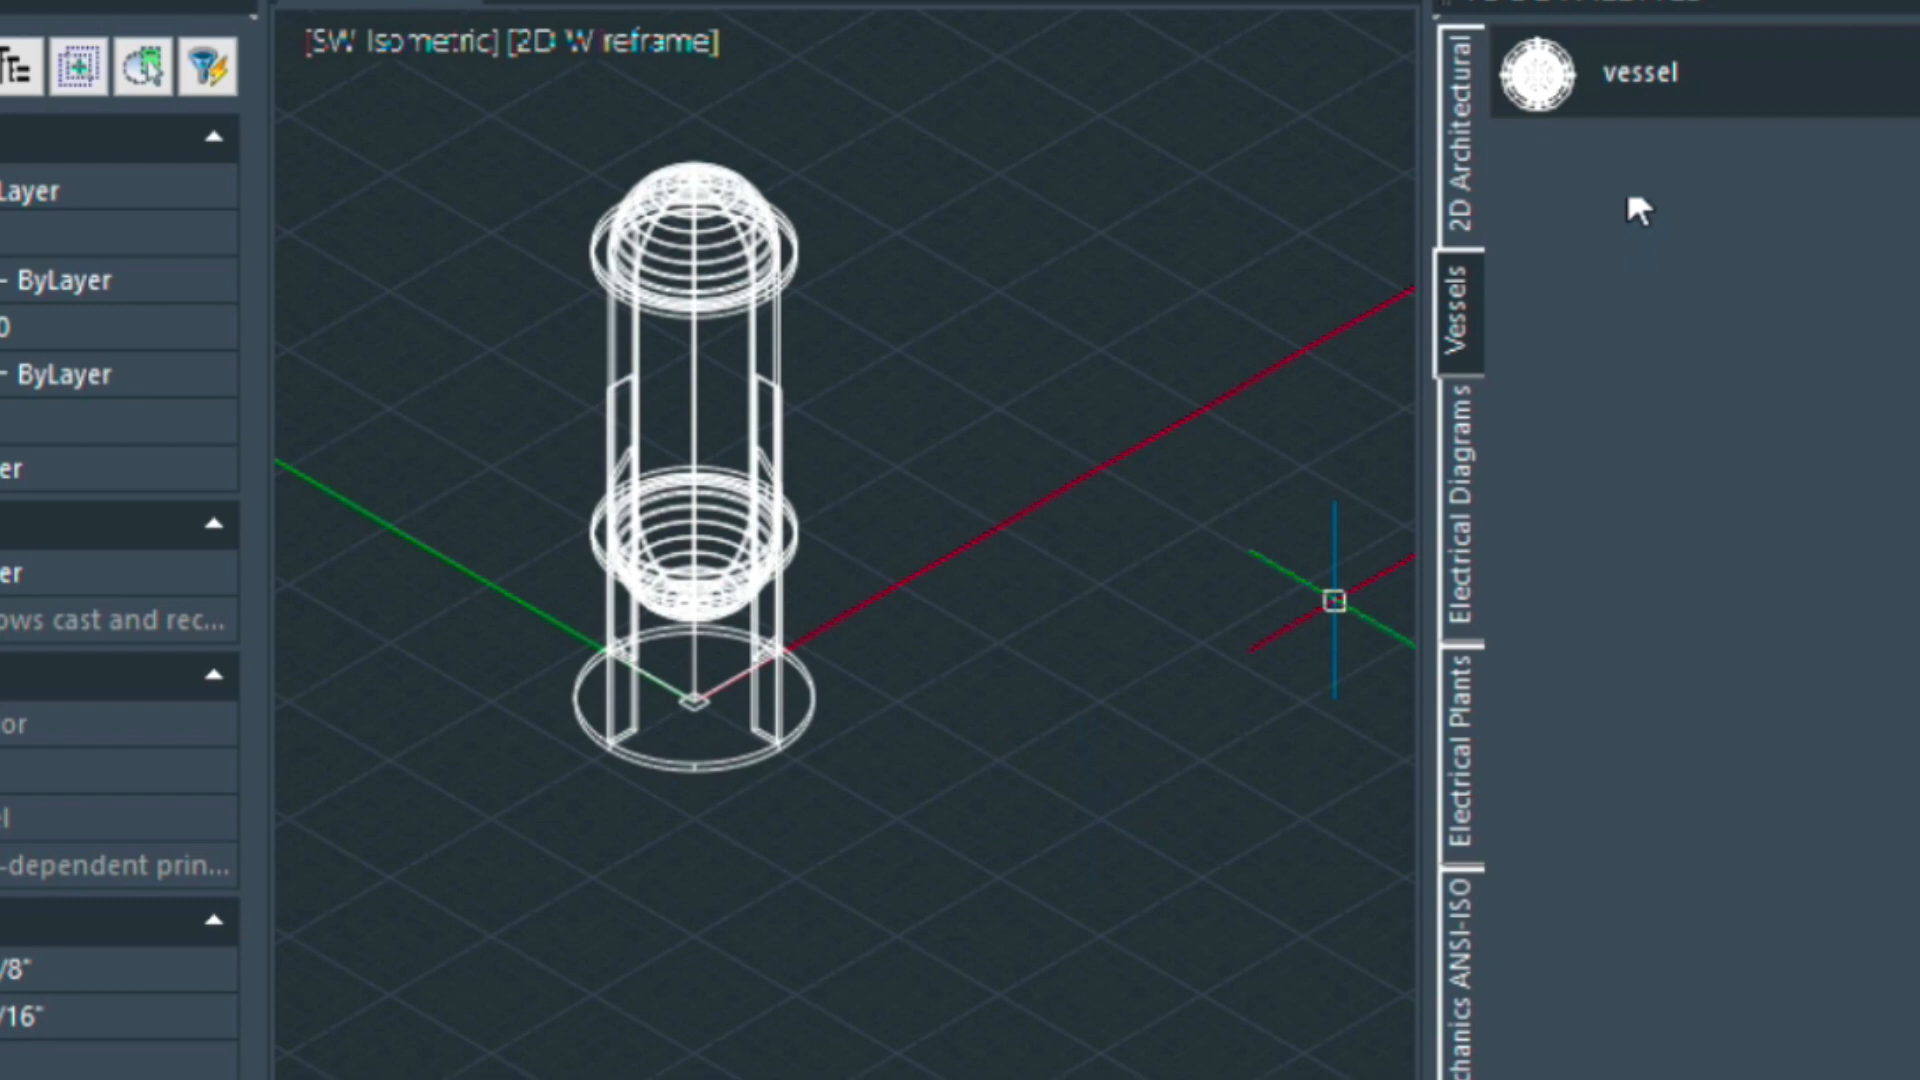 [SW Isometric] [2D Wireframe]
Layer
- ByLayer
0
- ByLayer
er
er
ows cast and rec...
or
el
-dependent prin...
/8"
/16"
2D Architectural
Vessels
Electrical Diagrams
Electrical Plants
chanics ANSI-ISO
vessel